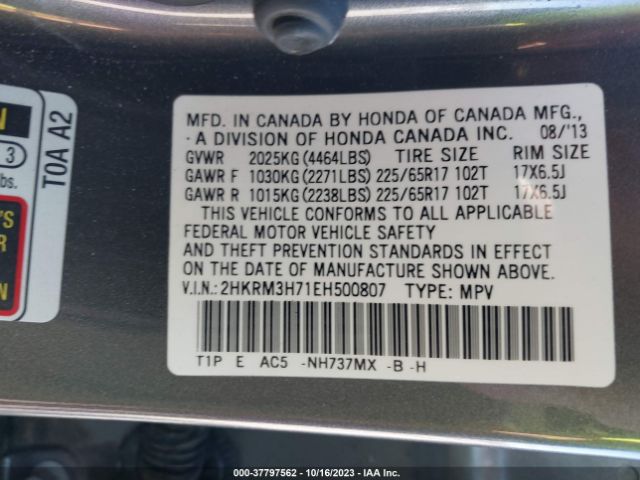 MFD. IN CANADA BY HONDA OF CANADA MFG.,
A DIVISION OF HONDA CANADA INC. 08/'13
GVWR 2025KG (4464LBS) TIRE SIZE RIM SIZE
GAWR F 1030KG (2271LBS) 225/65R17 102T 17X6.5J
GAWR R 1015KG (2238LBS) 225/65R17 102T 17X6.5J
THIS VEHICLE CONFORMS TO ALL APPLICABLE
FEDERAL MOTOR VEHICLE SAFETY
AND THEFT PREVENTION STANDARDS IN EFFECT
ON THE DATE OF MANUFACTURE SHOWN ABOVE.
V.I.N.: 2HKRM3H71EH500807 TYPE: MPV
T1P E AC5 -NH737MX -B -H
T0A A2
3
000-37797562 | 10/16/2023 | IAA Inc.